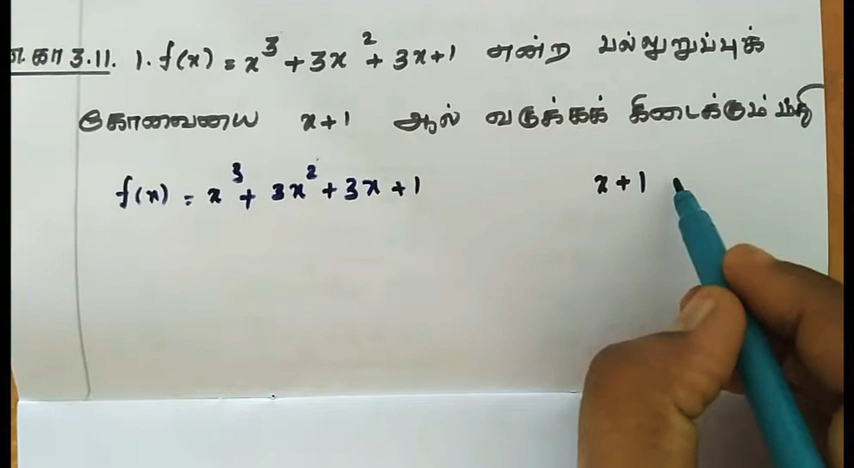 எ.கா 3.11. 1. f(x) = x³ + 3x² + 3x + 1 என்ற பல்லுறுப்புக்
கோவையை x+1 ஆல் வகுக்கக் கிடைக்கும் மீதி
f(x) = x³ + 3x² + 3x + 1 x + 1